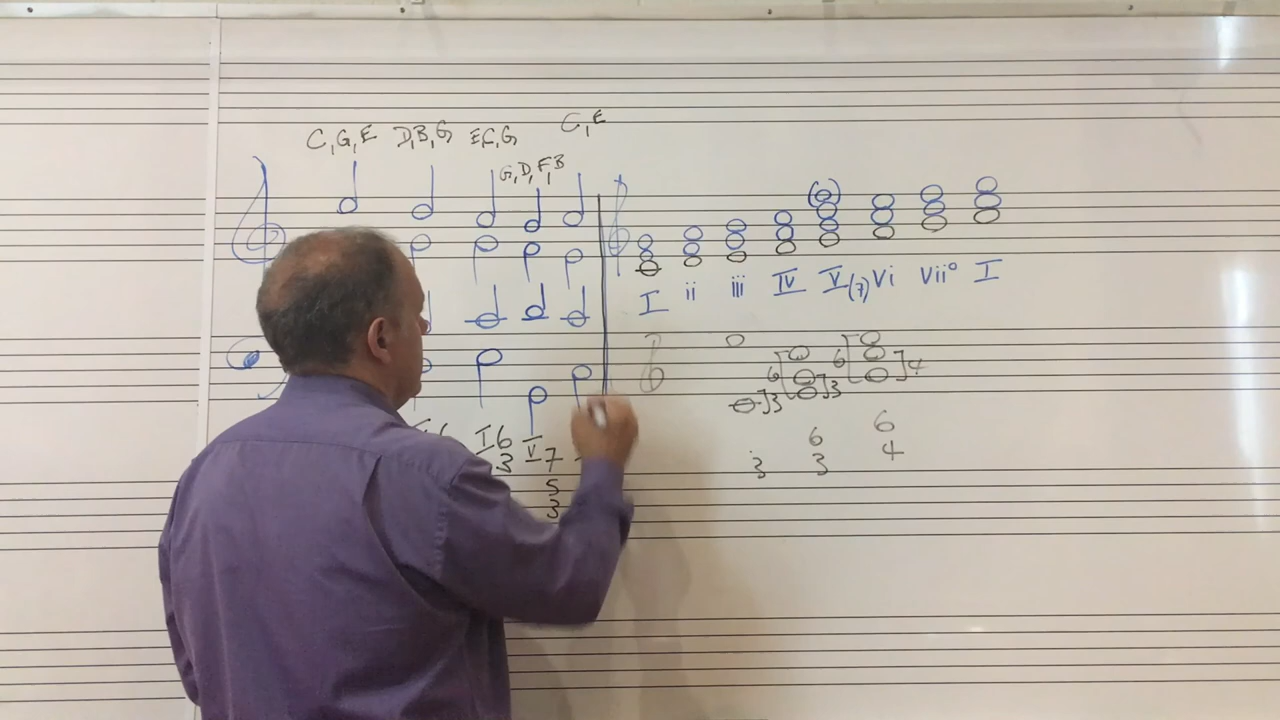 C, E
C, G, E D, B, G E, C, G
G, D, F, B
I ii iii IV V(7) vi vii° I
6 3 3 6 4
I6 V7 6 6
3 3 3 4
5
3